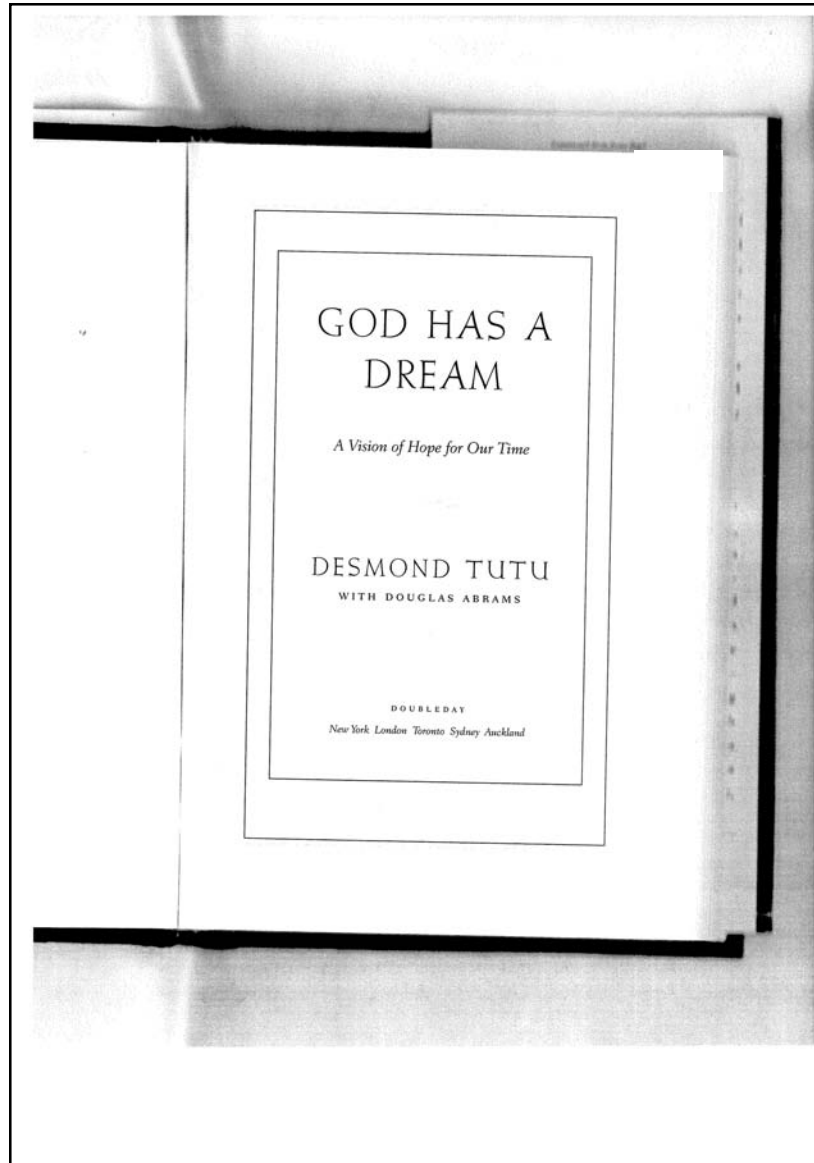 GOD HAS A
DREAM
A Vision of Hope for Our Time
DESMOND TUTU
WITH DOUGLAS ABRAMS
DOUBLEDAY
New York London Toronto Sydney Auckland